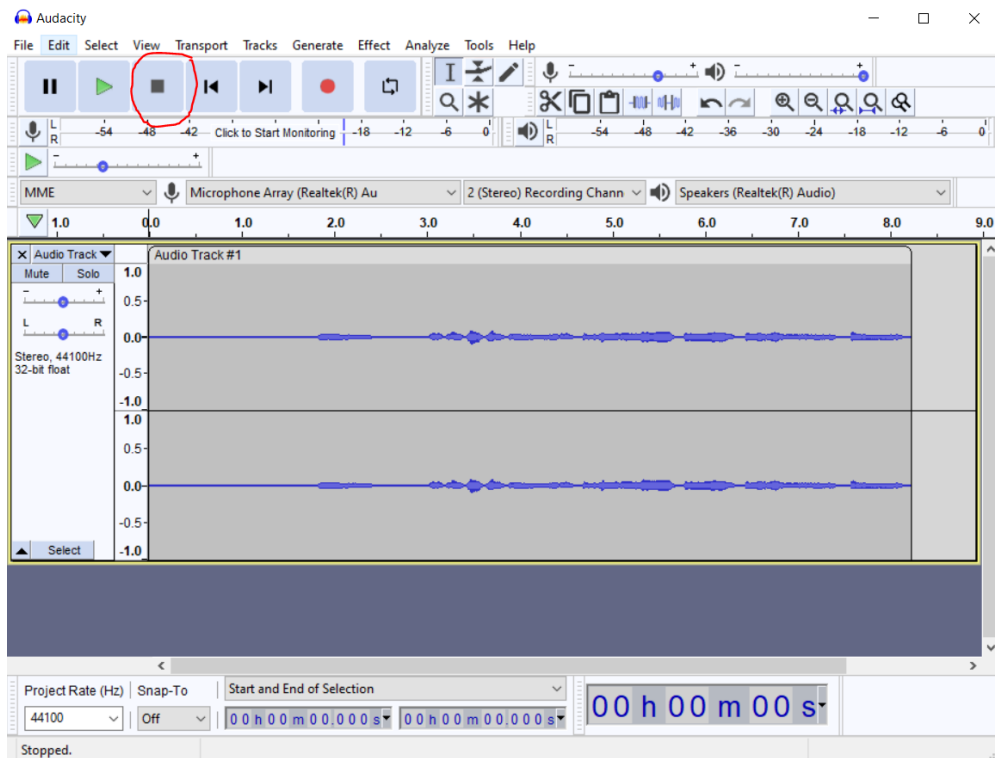 Audacity
File Edit Select View Transport Tracks Generate Effect Analyze Tools Help
L R -54 -48 -42 Click to Start Monitoring -18 -12 -6 0 L R -54 -48 -42 -36 -30 -24 -18 -12 -6 0
MME Microphone Array (Realtek(R) Au 2 (Stereo) Recording Chann Speakers (Realtek(R) Audio)
1.0 0.0 1.0 2.0 3.0 4.0 5.0 6.0 7.0 8.0 9.0
Audio Track Audio Track #1
Mute Solo 1.0
- + 0.5
L R 0.0
Stereo, 44100Hz
32-bit float -0.5
-1.0
1.0
0.5
0.0
-0.5
Select -1.0
Project Rate (Hz) Snap-To Start and End of Selection
44100 Off 00 h 00 m 00.000 s 00 h 00 m 00.000 s 00 h 00 m 00 s
Stopped.